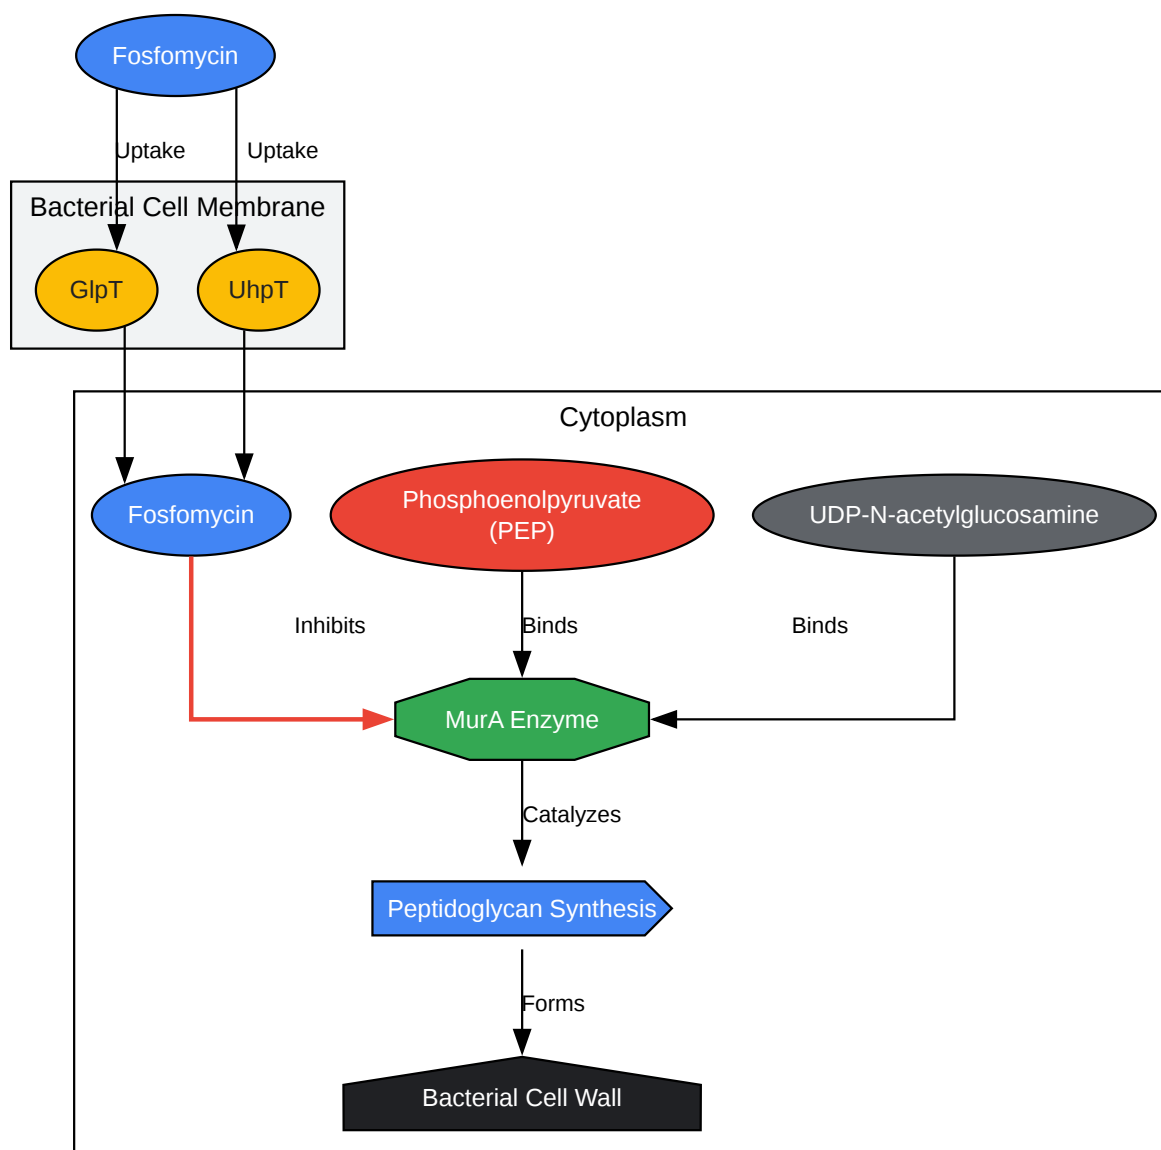 Fosfomycin
Uptake
Uptake
Bacterial Cell Membrane
GlpT
UhpT
Cytoplasm
Fosfomycin
Phosphoenolpyruvate
(PEP)
UDP-N-acetylglucosamine
Inhibits
Binds
Binds
MurA Enzyme
Catalyzes
Peptidoglycan Synthesis
Forms
Bacterial Cell Wall